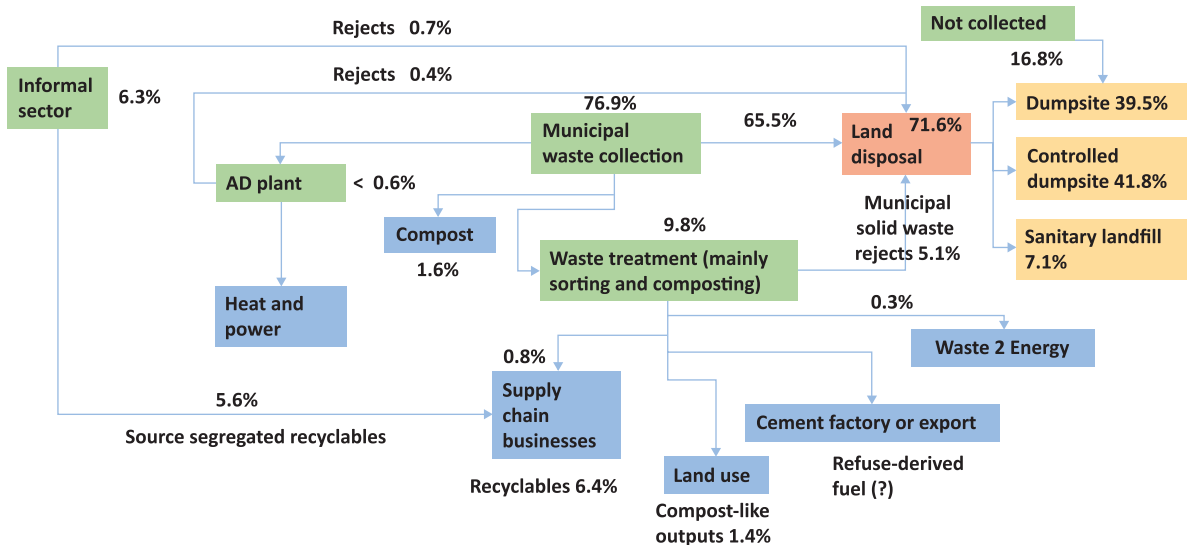 Rejects 0.7%
Not collected
16.8%
Informal
sector
6.3%
Rejects 0.4%
76.9%
Municipal
waste collection
65.5%
Land 71.6%
disposal
Dumpsite 39.5%
Controlled
dumpsite 41.8%
Sanitary landfill
7.1%
AD plant
< 0.6%
Compost
1.6%
Municipal
solid waste
rejects 5.1%
9.8%
Waste treatment (mainly
sorting and composting)
Heat and
power
0.3%
Waste 2 Energy
0.8%
Supply
chain
businesses
5.6%
Source segregated recyclables
Recyclables 6.4%
Cement factory or export
Refuse-derived
fuel (?)
Land use
Compost-like
outputs 1.4%